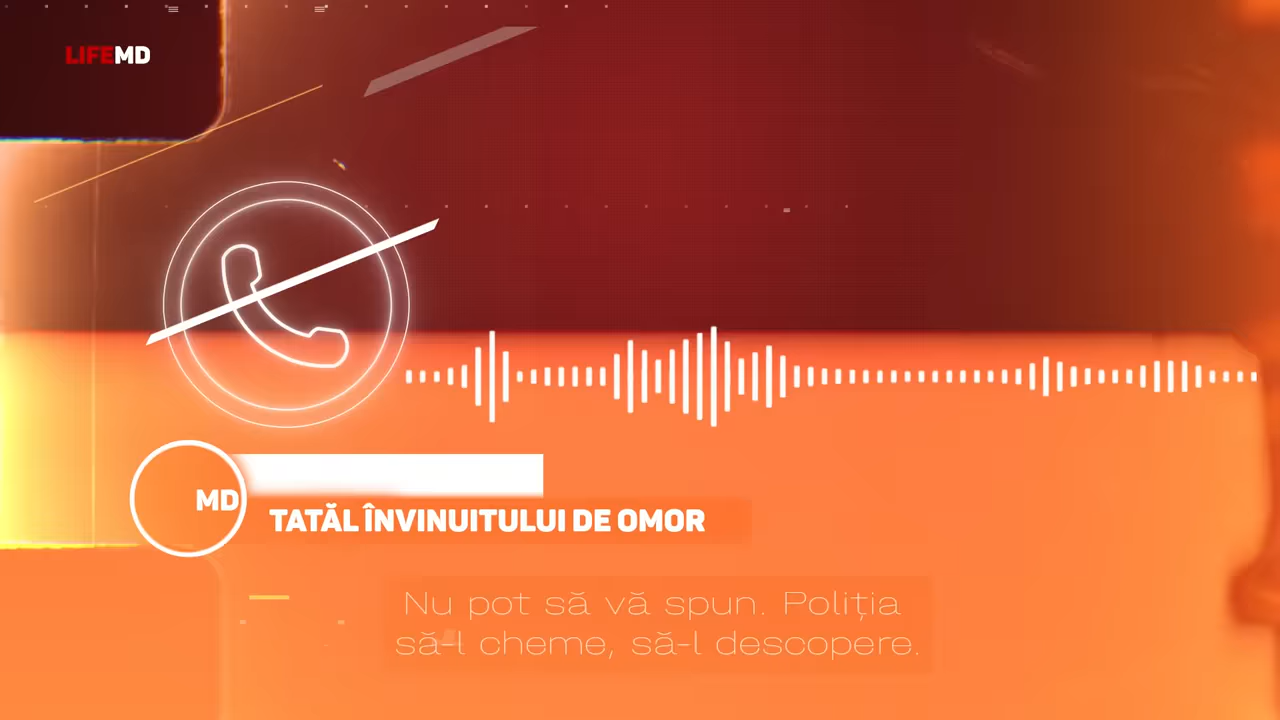 LIFEMD
MD
TATĂL ÎNVINUITULUI DE OMOR
Nu pot să vă spun. Poliția
să-l cheme, să-l descopere.